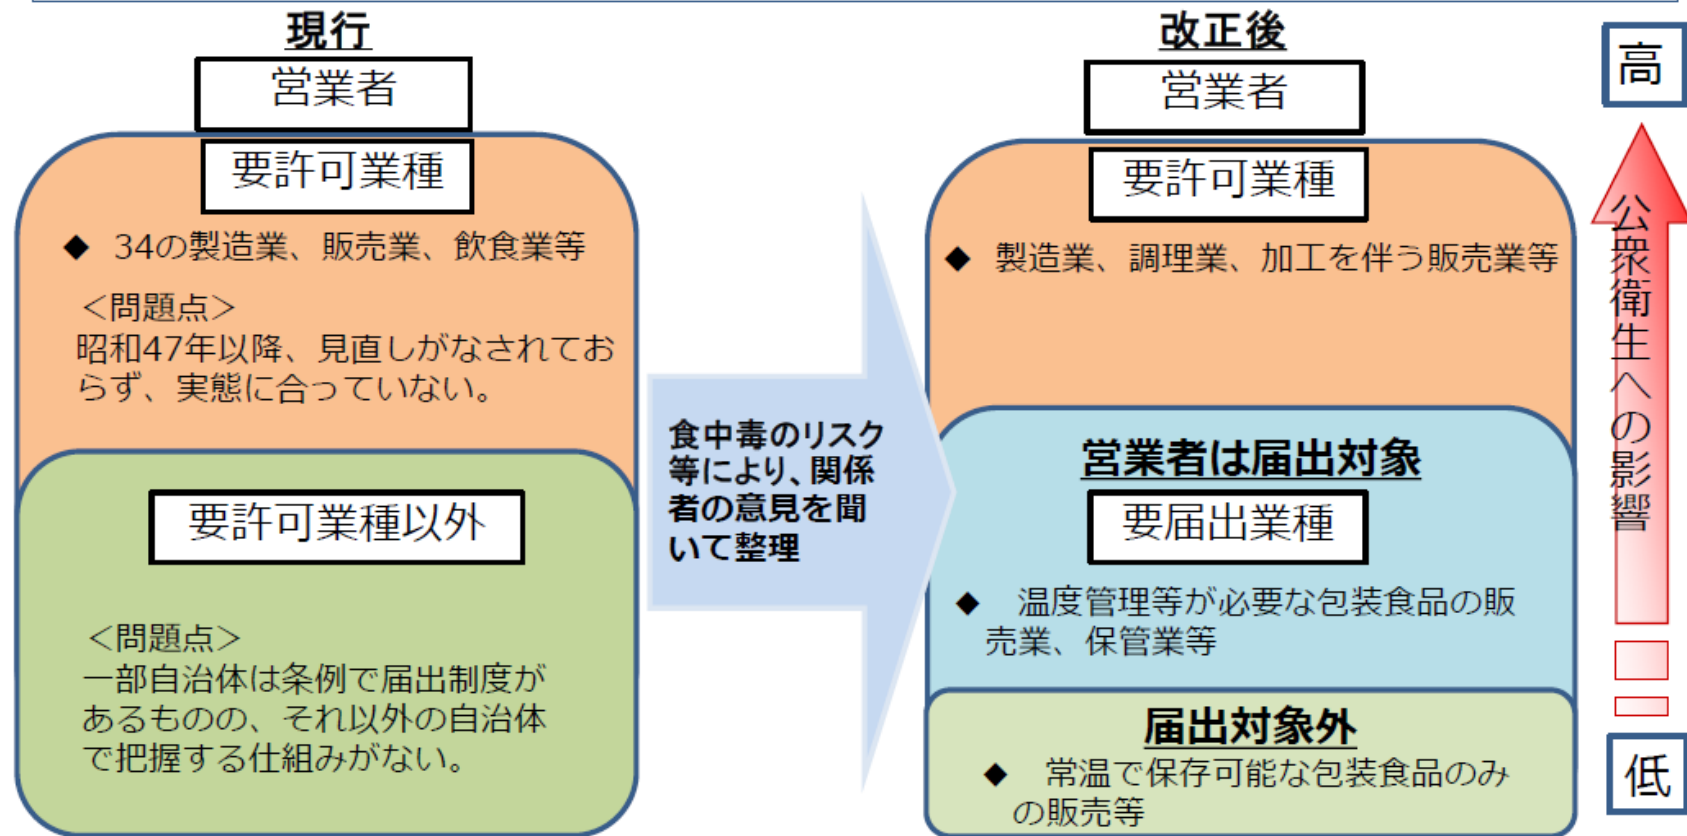 現行
営業者
要許可業種
◆ 34の製造業、販売業、飲食業等
＜問題点＞
昭和47年以降、見直しがなされてお
らず、実態に合っていない。
要許可業種以外
＜問題点＞
一部自治体は条例で届出制度が
あるものの、それ以外の自治体
で把握する仕組みがない。
食中毒のリスク
等により、関係
者の意見を聞
いて整理
改正後
営業者
要許可業種
◆ 製造業、調理業、加工を伴う販売業等
営業者は届出対象
要届出業種
◆ 温度管理等が必要な包装食品の販
売業、保管業等
届出対象外
◆ 常温で保存可能な包装食品のみ
の販売等
高
公衆衛生への影響
低